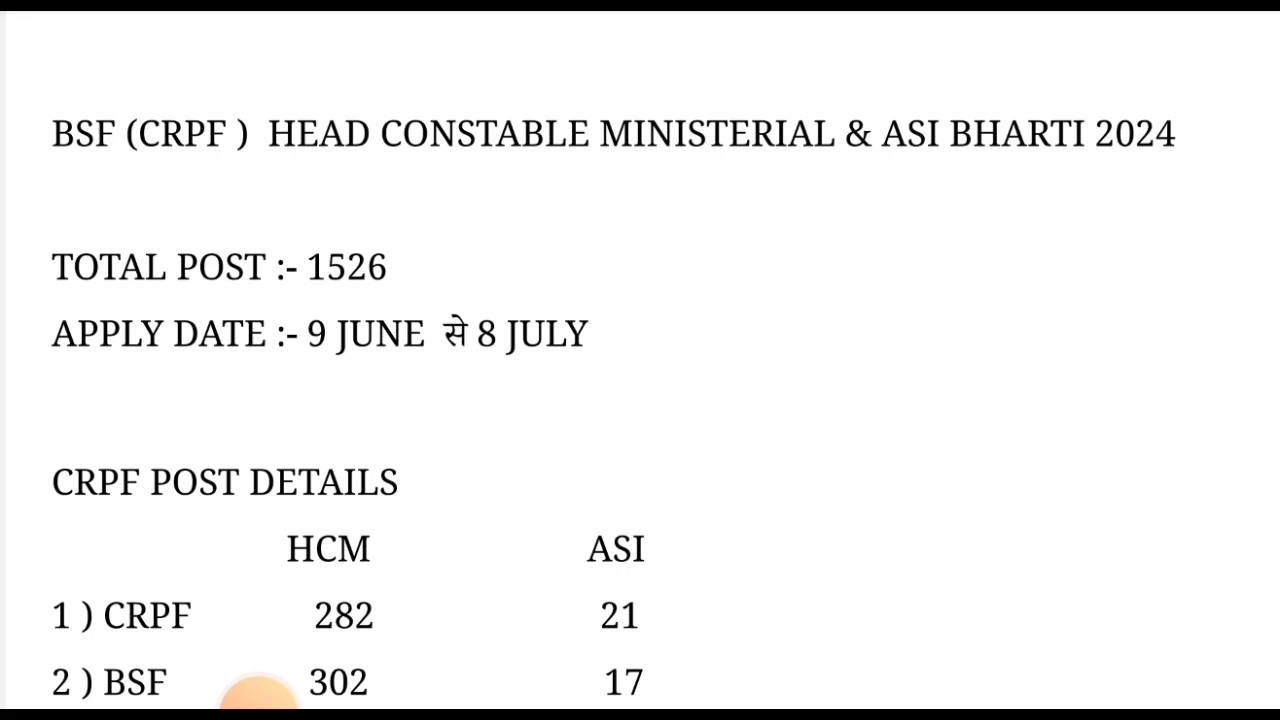 BSF (CRPF ) HEAD CONSTABLE MINISTERIAL & ASI BHARTI 2024
TOTAL POST :- 1526
APPLY DATE :- 9 JUNE से 8 JULY
CRPF POST DETAILS
HCM ASI
1 ) CRPF 282 21
2 ) BSF 302 17